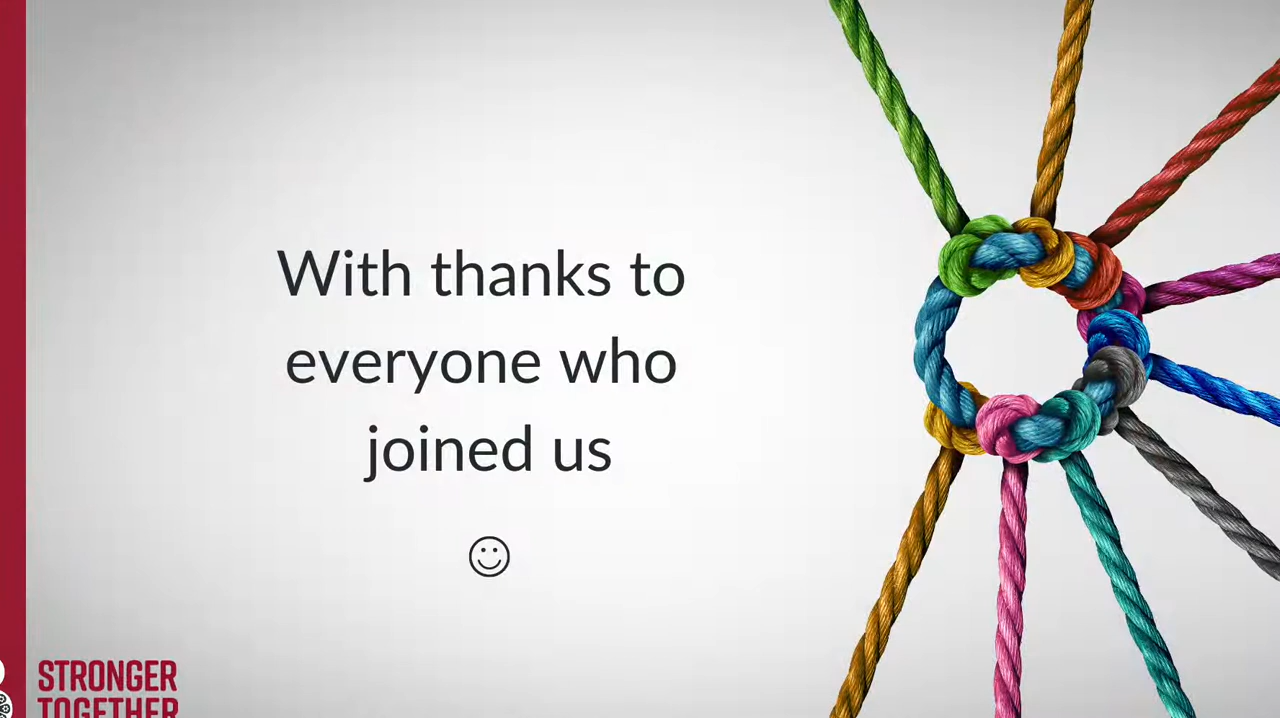 With thanks to
everyone who
joined us
☺
STRONGER
TOGETHER